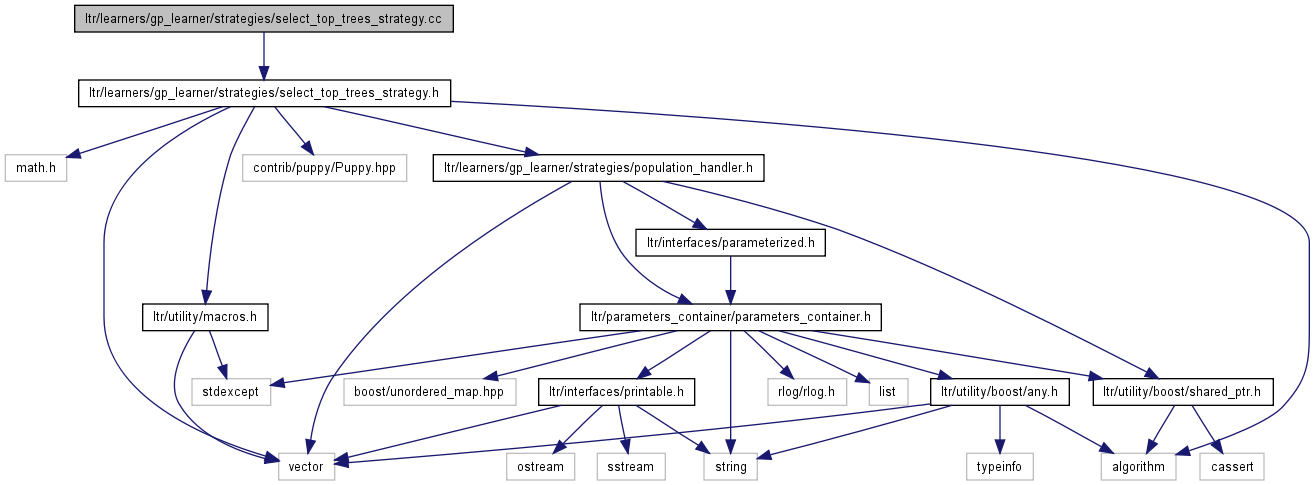 ltr/learners/gp_learner/strategies/select_top_trees_strategy.cc
ltr/learners/gp_learner/strategies/select_top_trees_strategy.h
math.h
contrib/puppy/Puppy.hpp
ltr/learners/gp_learner/strategies/population_handler.h
ltr/interfaces/parameterized.h
ltr/utility/macros.h
ltr/parameters_container/parameters_container.h
stdexcept
boost/unordered_map.hpp
ltr/interfaces/printable.h
rlog/rlog.h
list
ltr/utility/boost/any.h
ltr/utility/boost/shared_ptr.h
vector
ostream
sstream
string
typeinfo
algorithm
cassert